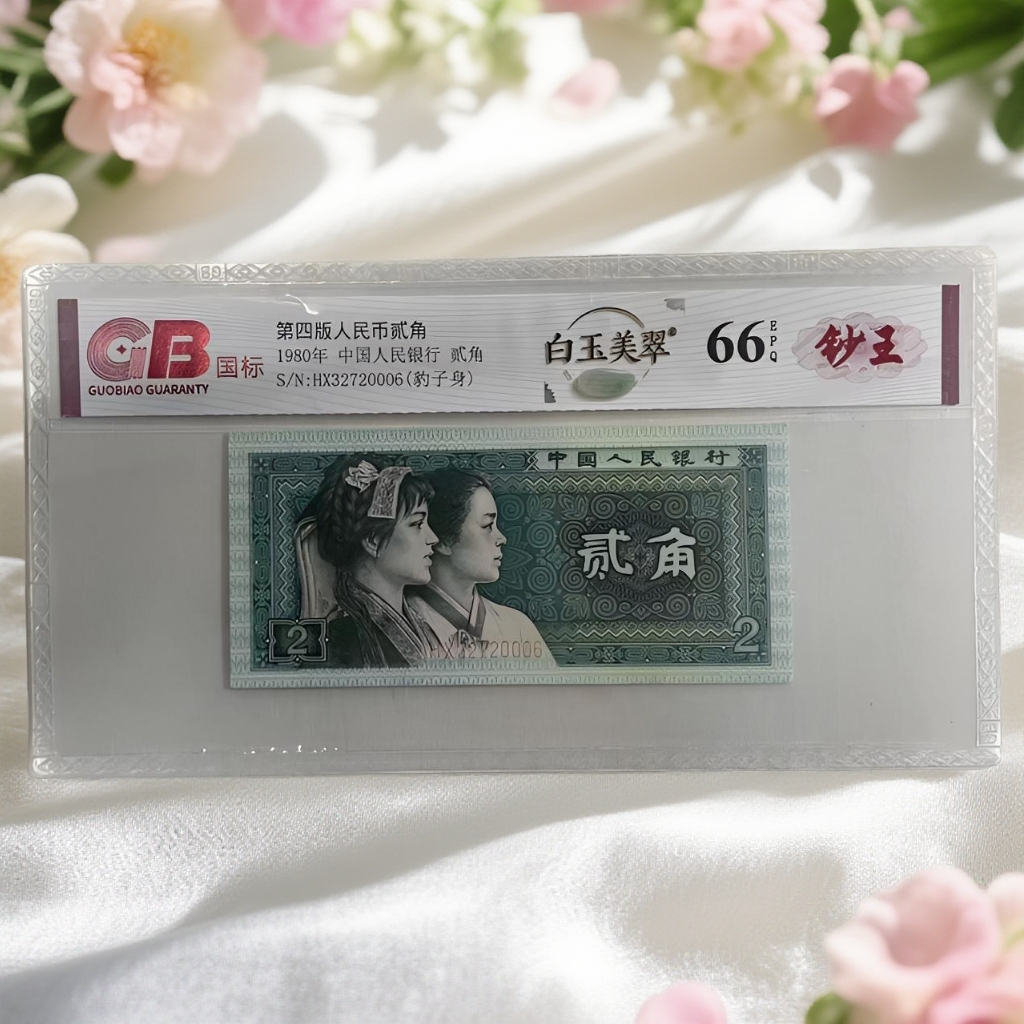 GB 国标
GUOBIAO GUARANTY
第四版人民币贰角
1980年 中国人民银行 贰角
S/N:HX32720006(豹子身)
白玉美翠®
66 EPQ
钞王
中国人民银行
贰角
2
HX32720006
2